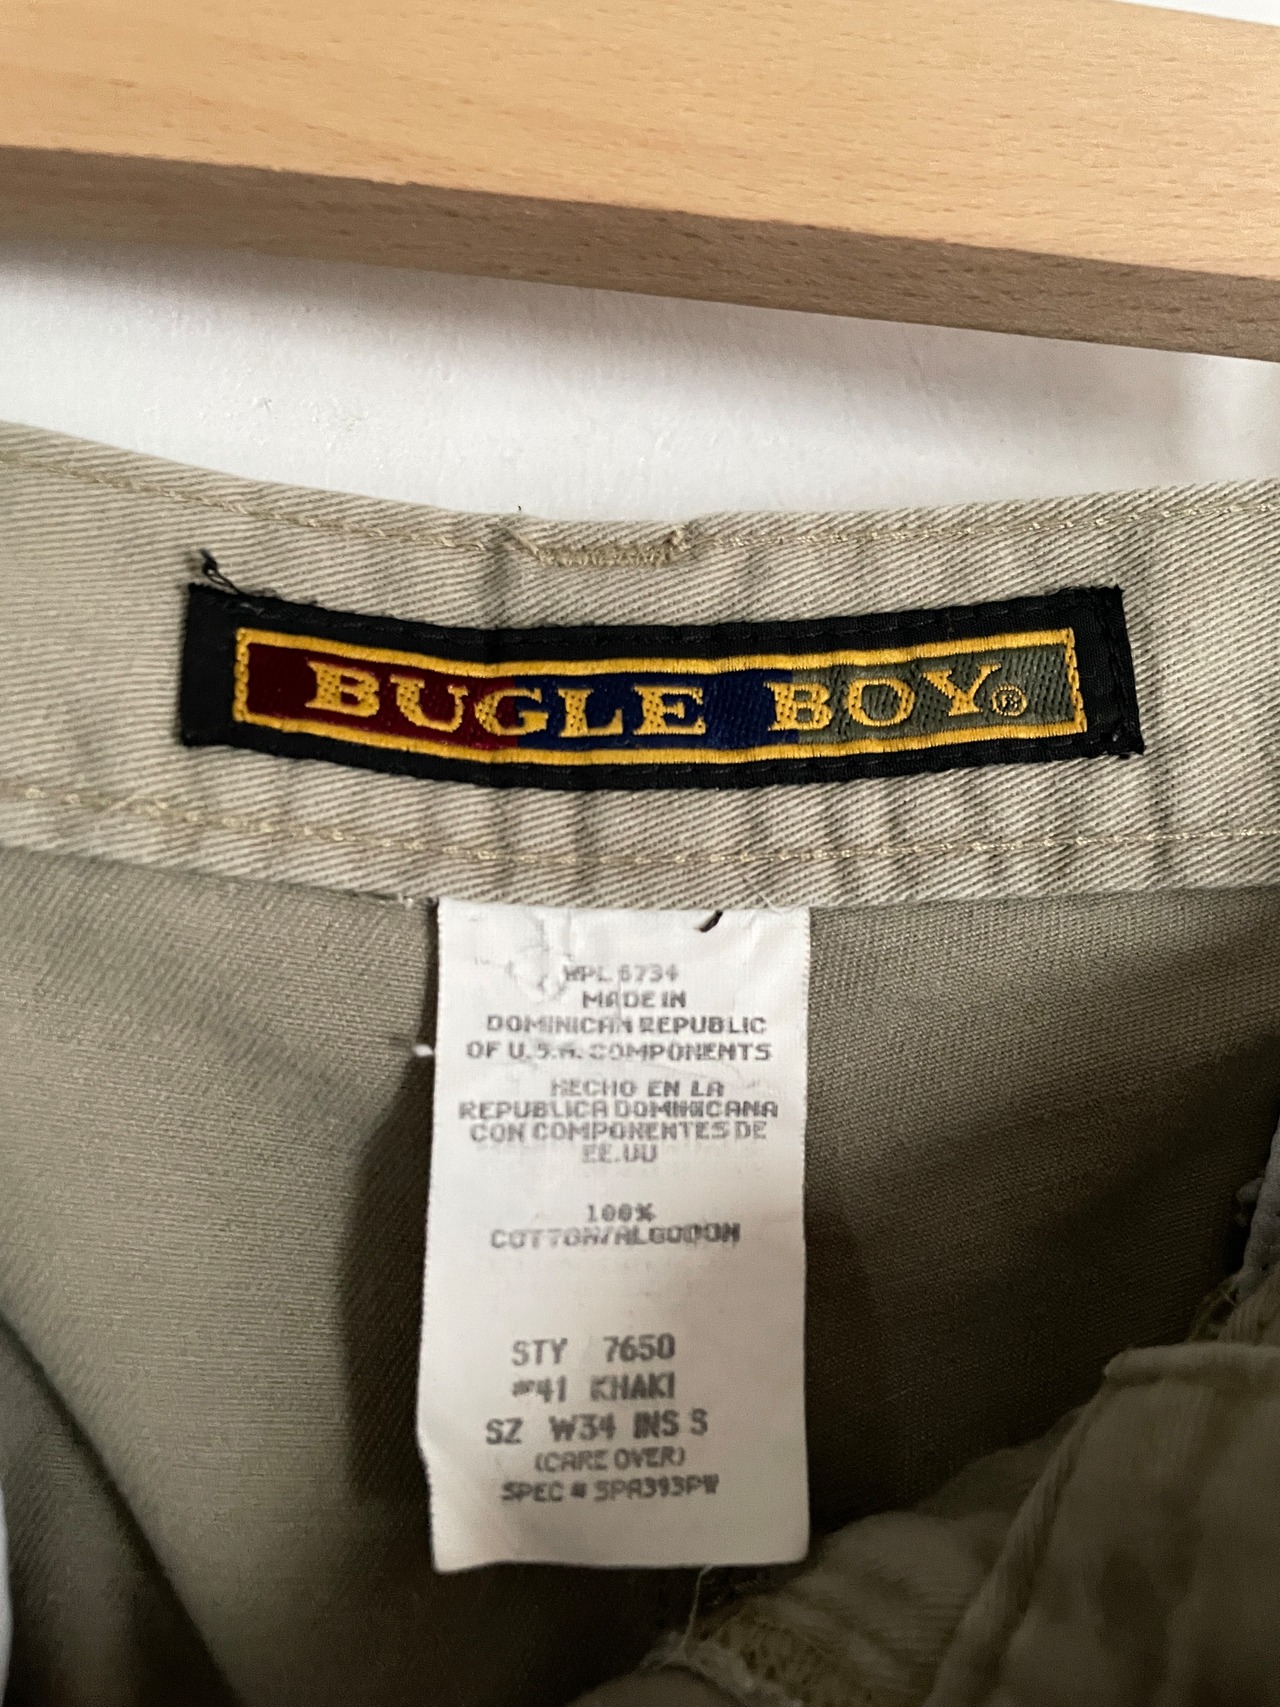 BUGLE BOY®
WPL 6734
MADE IN
DOMINICAN REPUBLIC
OF U.S.A. COMPONENTS
HECHO EN LA
REPUBLICA DOMINICANA
CON COMPONENTES DE
EE.UU
100%
COTTON/ALGODON
STY 7650
#41 KHAKI
SZ W34 INS S
(CARE OVER)
SPEC # SPA393PW